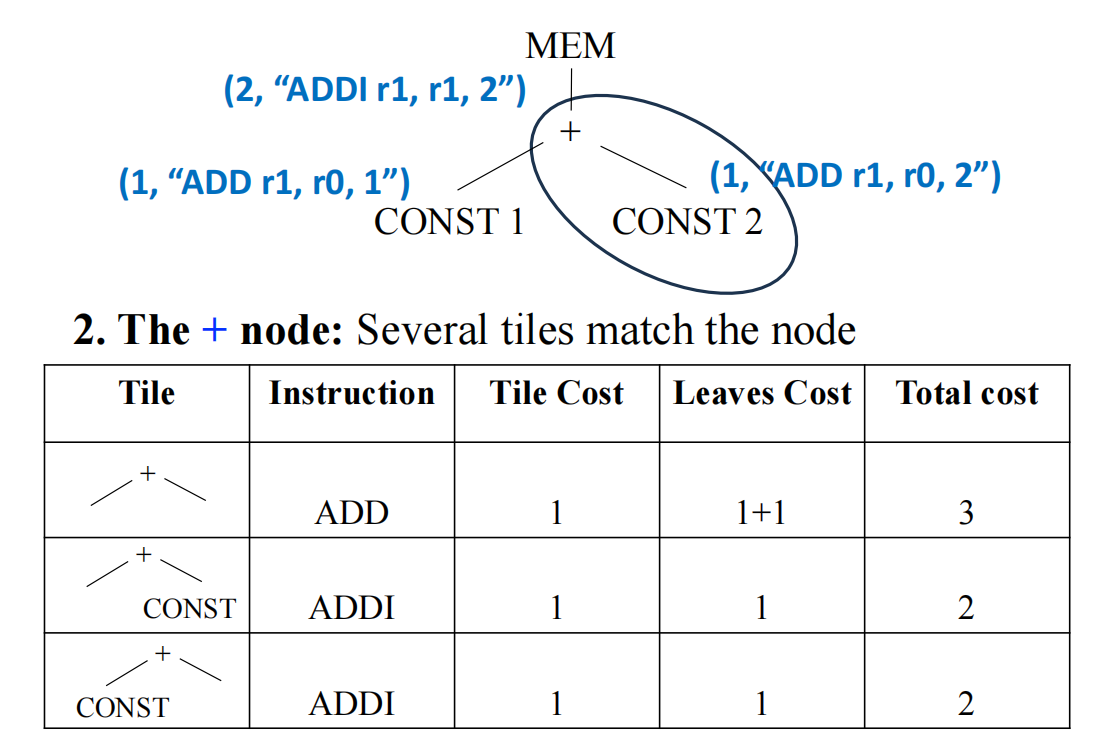 MEM
(2, “ADDI r1, r1, 2”)
+
(1, “ADD r1, r0, 1”)
(1, “ADD r1, r0, 2”)
CONST 1
CONST 2
2. The + node: Several tiles match the node
Tile Instruction Tile Cost Leaves Cost Total cost
+
ADD 1 1+1 3
+
CONST ADDI 1 1 2
+
CONST ADDI 1 1 2